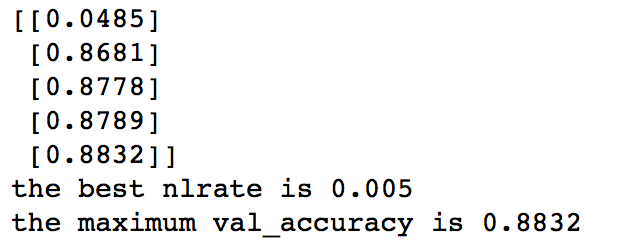 [[0.0485]
 [0.8681]
 [0.8778]
 [0.8789]
 [0.8832]]
the best nlrate is 0.005
the maximum val_accuracy is 0.8832